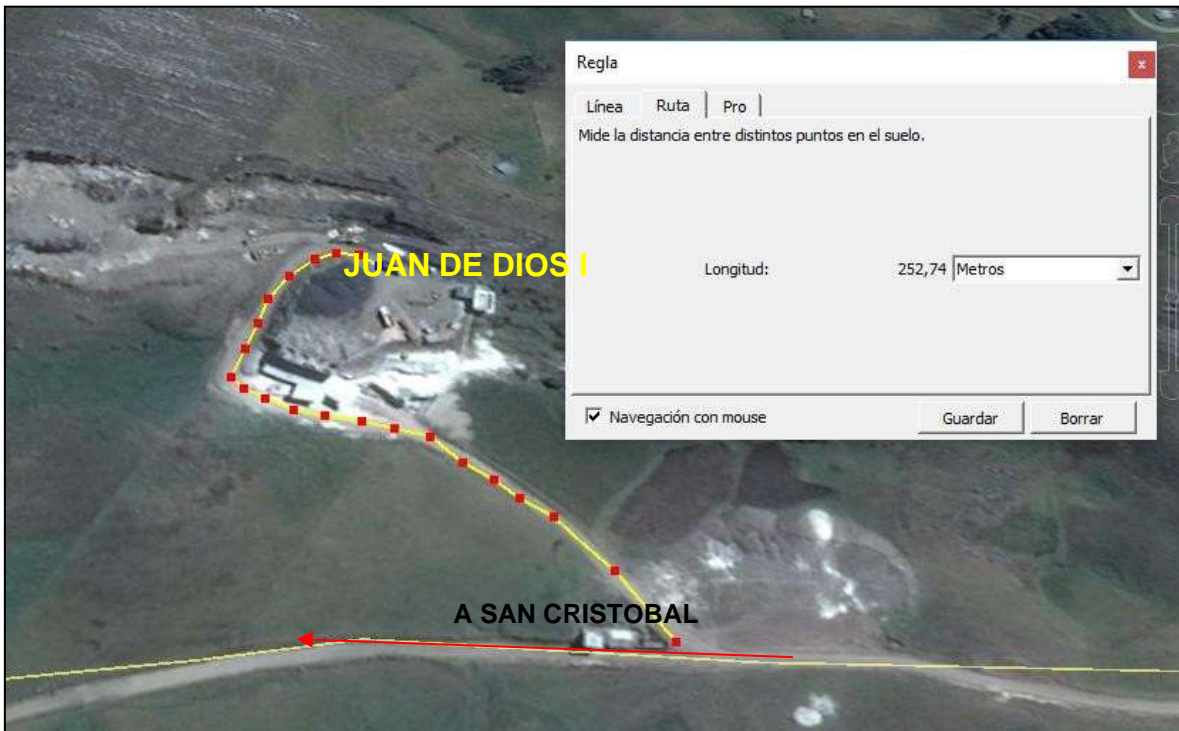 Regla
x
Línea
Ruta
Pro
Mide la distancia entre distintos puntos en el suelo.
JUAN DE DIOS I
Longitud:
252,74 Metros
Navegación con mouse
Guardar
Borrar
A SAN CRISTOBAL